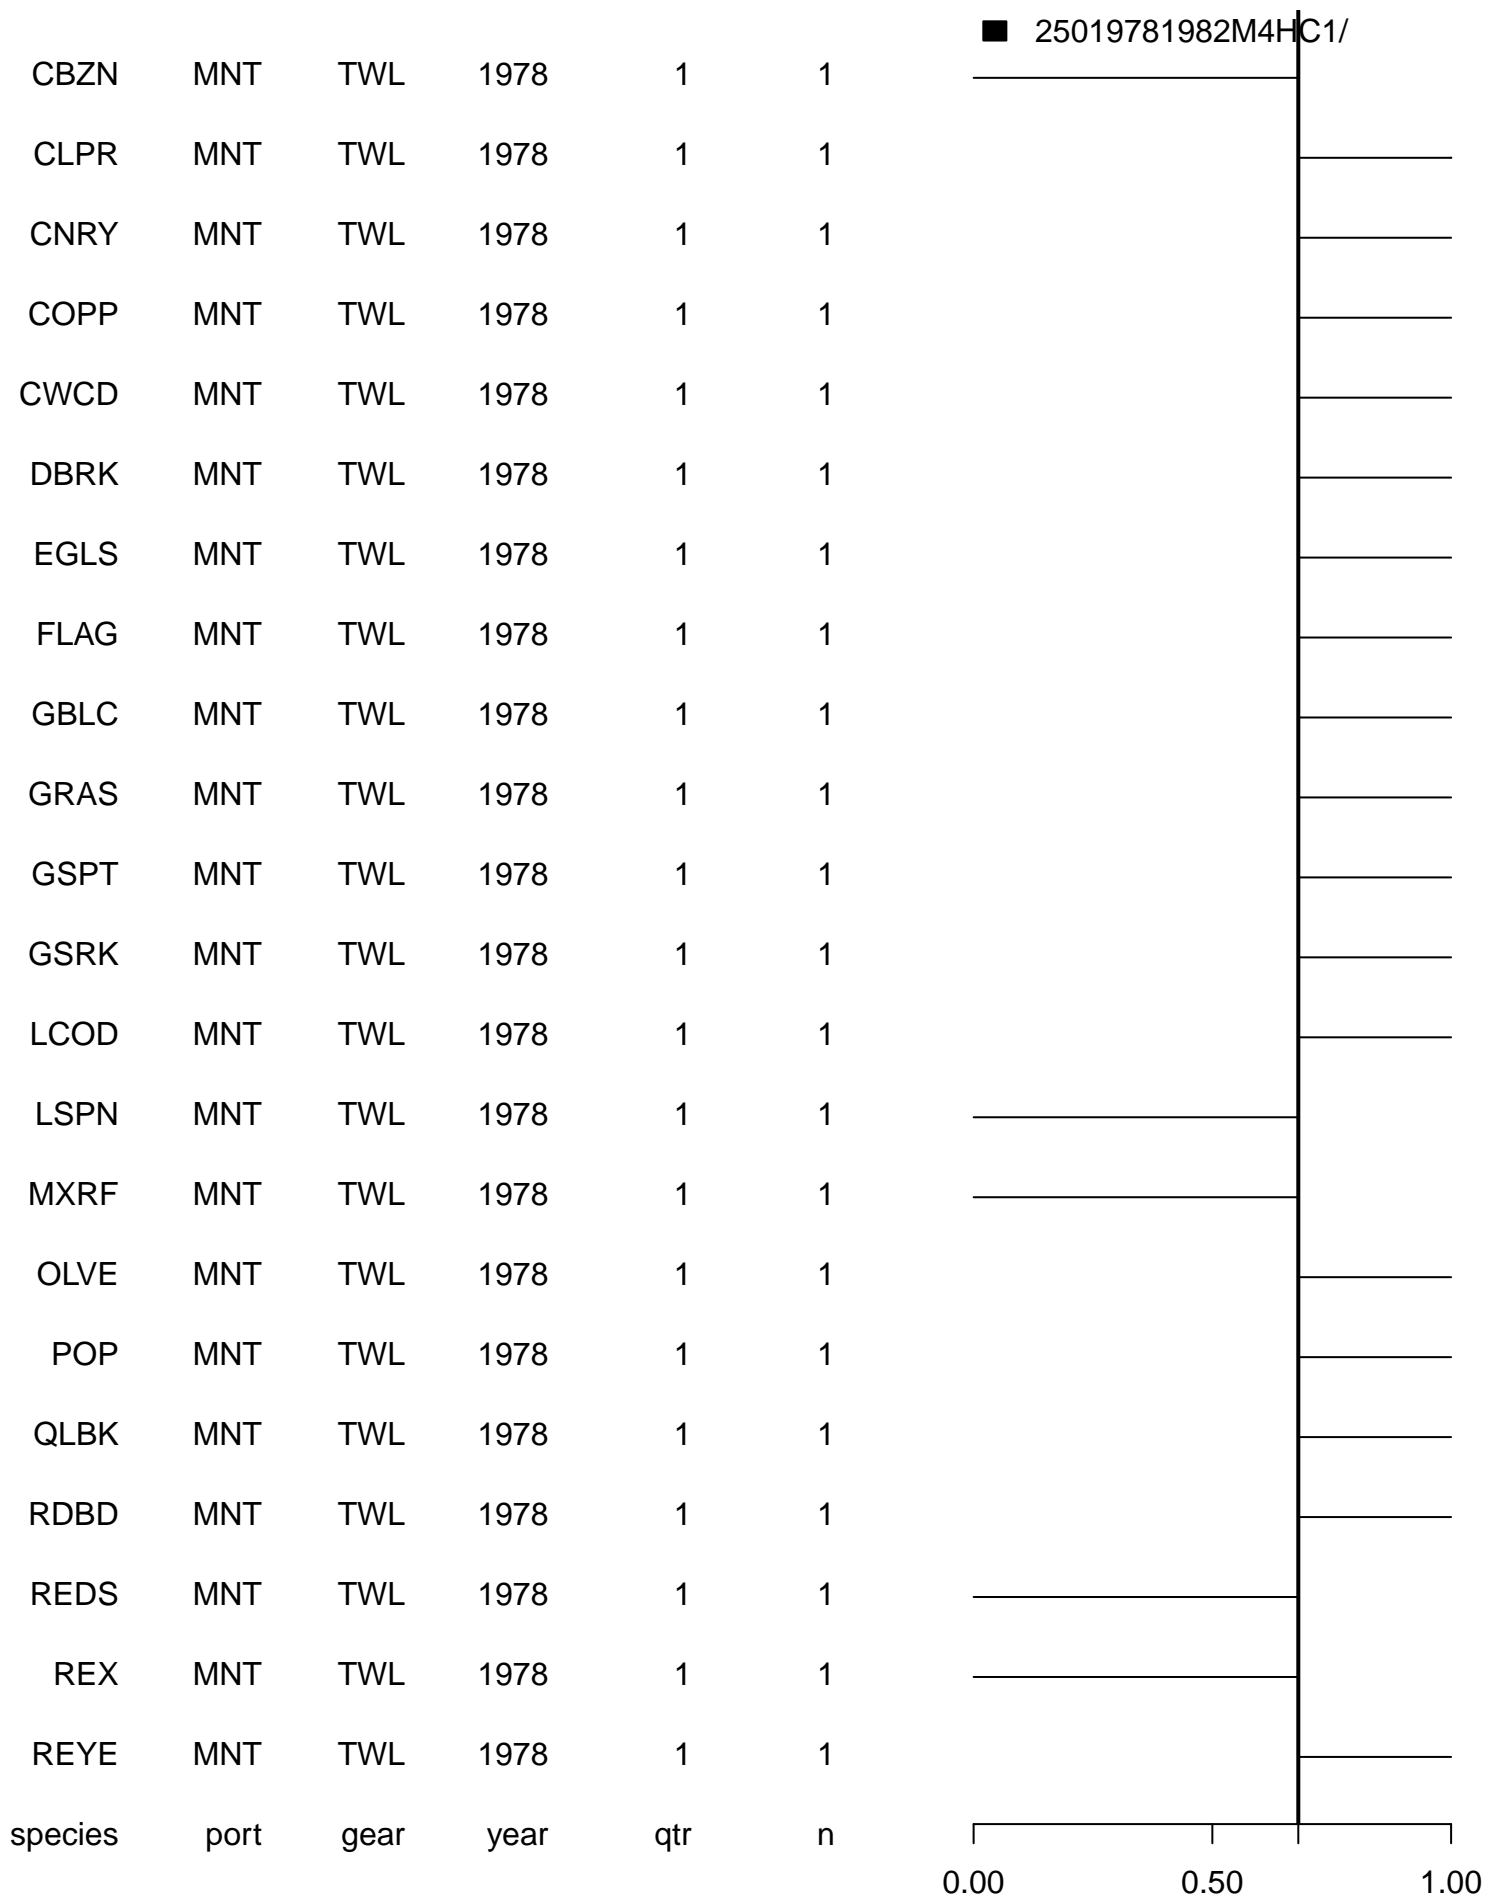 25019781982M4HC1/
CBZN MNT TWL 1978 1 1
CLPR MNT TWL 1978 1 1
CNRY MNT TWL 1978 1 1
COPP MNT TWL 1978 1 1
CWCD MNT TWL 1978 1 1
DBRK MNT TWL 1978 1 1
EGLS MNT TWL 1978 1 1
FLAG MNT TWL 1978 1 1
GBLC MNT TWL 1978 1 1
GRAS MNT TWL 1978 1 1
GSPT MNT TWL 1978 1 1
GSRK MNT TWL 1978 1 1
LCOD MNT TWL 1978 1 1
LSPN MNT TWL 1978 1 1
MXRF MNT TWL 1978 1 1
OLVE MNT TWL 1978 1 1
POP MNT TWL 1978 1 1
QLBK MNT TWL 1978 1 1
RDBD MNT TWL 1978 1 1
REDS MNT TWL 1978 1 1
REX MNT TWL 1978 1 1
REYE MNT TWL 1978 1 1
species port gear year qtr n
0.00 0.50 1.00